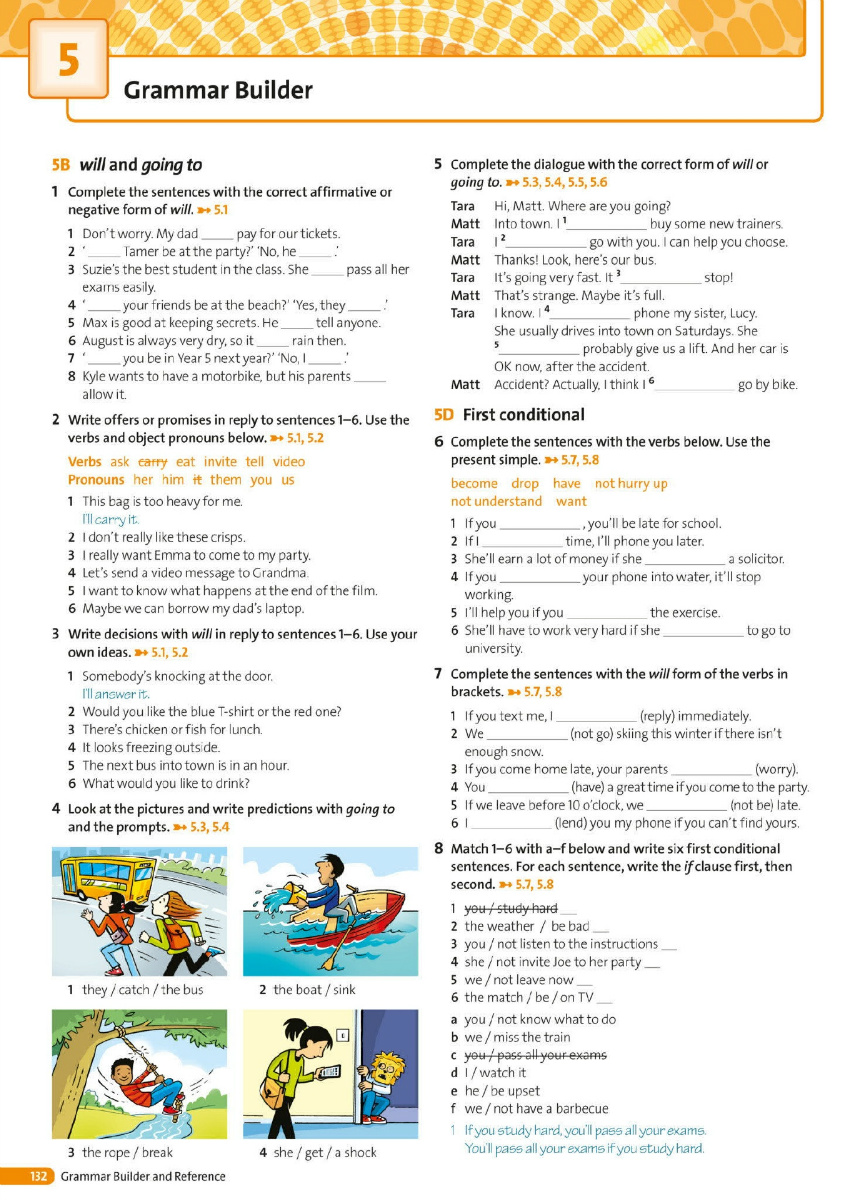 5
Grammar Builder
5B will and going to
1 Complete the sentences with the correct affirmative or
negative form of will. ➻ 5.1
1 Don't worry. My dad _____ pay for our tickets.
2 '_____ Tamer be at the party?' 'No, he _____.'
3 Suzie's the best student in the class. She _____ pass all her
exams easily.
4 '_____ your friends be at the beach?' 'Yes, they _____.'
5 Max is good at keeping secrets. He _____ tell anyone.
6 August is always very dry, so it _____ rain then.
7 '_____ you be in Year 5 next year?' 'No, I _____.'
8 Kyle wants to have a motorbike, but his parents _____
allow it.
2 Write offers or promises in reply to sentences 1–6. Use the
verbs and object pronouns below. ➻ 5.1, 5.2
Verbs ask carry eat invite tell video
Pronouns her him it them you us
1 This bag is too heavy for me.
I'll carry it.
2 I don't really like these crisps.
3 I really want Emma to come to my party.
4 Let's send a video message to Grandma.
5 I want to know what happens at the end of the film.
6 Maybe we can borrow my dad's laptop.
3 Write decisions with will in reply to sentences 1–6. Use your
own ideas. ➻ 5.1, 5.2
1 Somebody's knocking at the door.
I'll answer it.
2 Would you like the blue T-shirt or the red one?
3 There's chicken or fish for lunch.
4 It looks freezing outside.
5 The next bus into town is in an hour.
6 What would you like to drink?
4 Look at the pictures and write predictions with going to
and the prompts. ➻ 5.3, 5.4
1 they / catch / the bus
2 the boat / sink
3 the rope / break
4 she / get / a shock
5 Complete the dialogue with the correct form of will or
going to. ➻ 5.3, 5.4, 5.5, 5.6
Tara Hi, Matt. Where are you going?
Matt Into town. I 1____________ buy some new trainers.
Tara I 2____________ go with you. I can help you choose.
Matt Thanks! Look, here's our bus.
Tara It's going very fast. It 3____________ stop!
Matt That's strange. Maybe it's full.
Tara I know. I 4____________ phone my sister, Lucy.
She usually drives into town on Saturdays. She
5____________ probably give us a lift. And her car is
OK now, after the accident.
Matt Accident? Actually, I think I 6____________ go by bike.
5D First conditional
6 Complete the sentences with the verbs below. Use the
present simple. ➻ 5.7, 5.8
become drop have not hurry up
not understand want
1 If you ____________, you'll be late for school.
2 If I ____________ time, I'll phone you later.
3 She'll earn a lot of money if she ____________ a solicitor.
4 If you ____________ your phone into water, it'll stop
working.
5 I'll help you if you ____________ the exercise.
6 She'll have to work very hard if she ____________ to go to
university.
7 Complete the sentences with the will form of the verbs in
brackets. ➻ 5.7, 5.8
1 If you text me, I ____________ (reply) immediately.
2 We ____________ (not go) skiing this winter if there isn't
enough snow.
3 If you come home late, your parents ____________ (worry).
4 You ____________ (have) a great time if you come to the party.
5 If we leave before 10 o'clock, we ____________ (not be) late.
6 I ____________ (lend) you my phone if you can't find yours.
8 Match 1–6 with a–f below and write six first conditional
sentences. For each sentence, write the if clause first, then
second. ➻ 5.7, 5.8
1 you / study hard __
2 the weather / be bad __
3 you / not listen to the instructions __
4 she / not invite Joe to her party __
5 we / not leave now __
6 the match / be / on TV __
a you / not know what to do
b we / miss the train
c you / pass all your exams
d I / watch it
e he / be upset
f we / not have a barbecue
1 If you study hard, you'll pass all your exams.
You'll pass all your exams if you study hard.
132 Grammar Builder and Reference